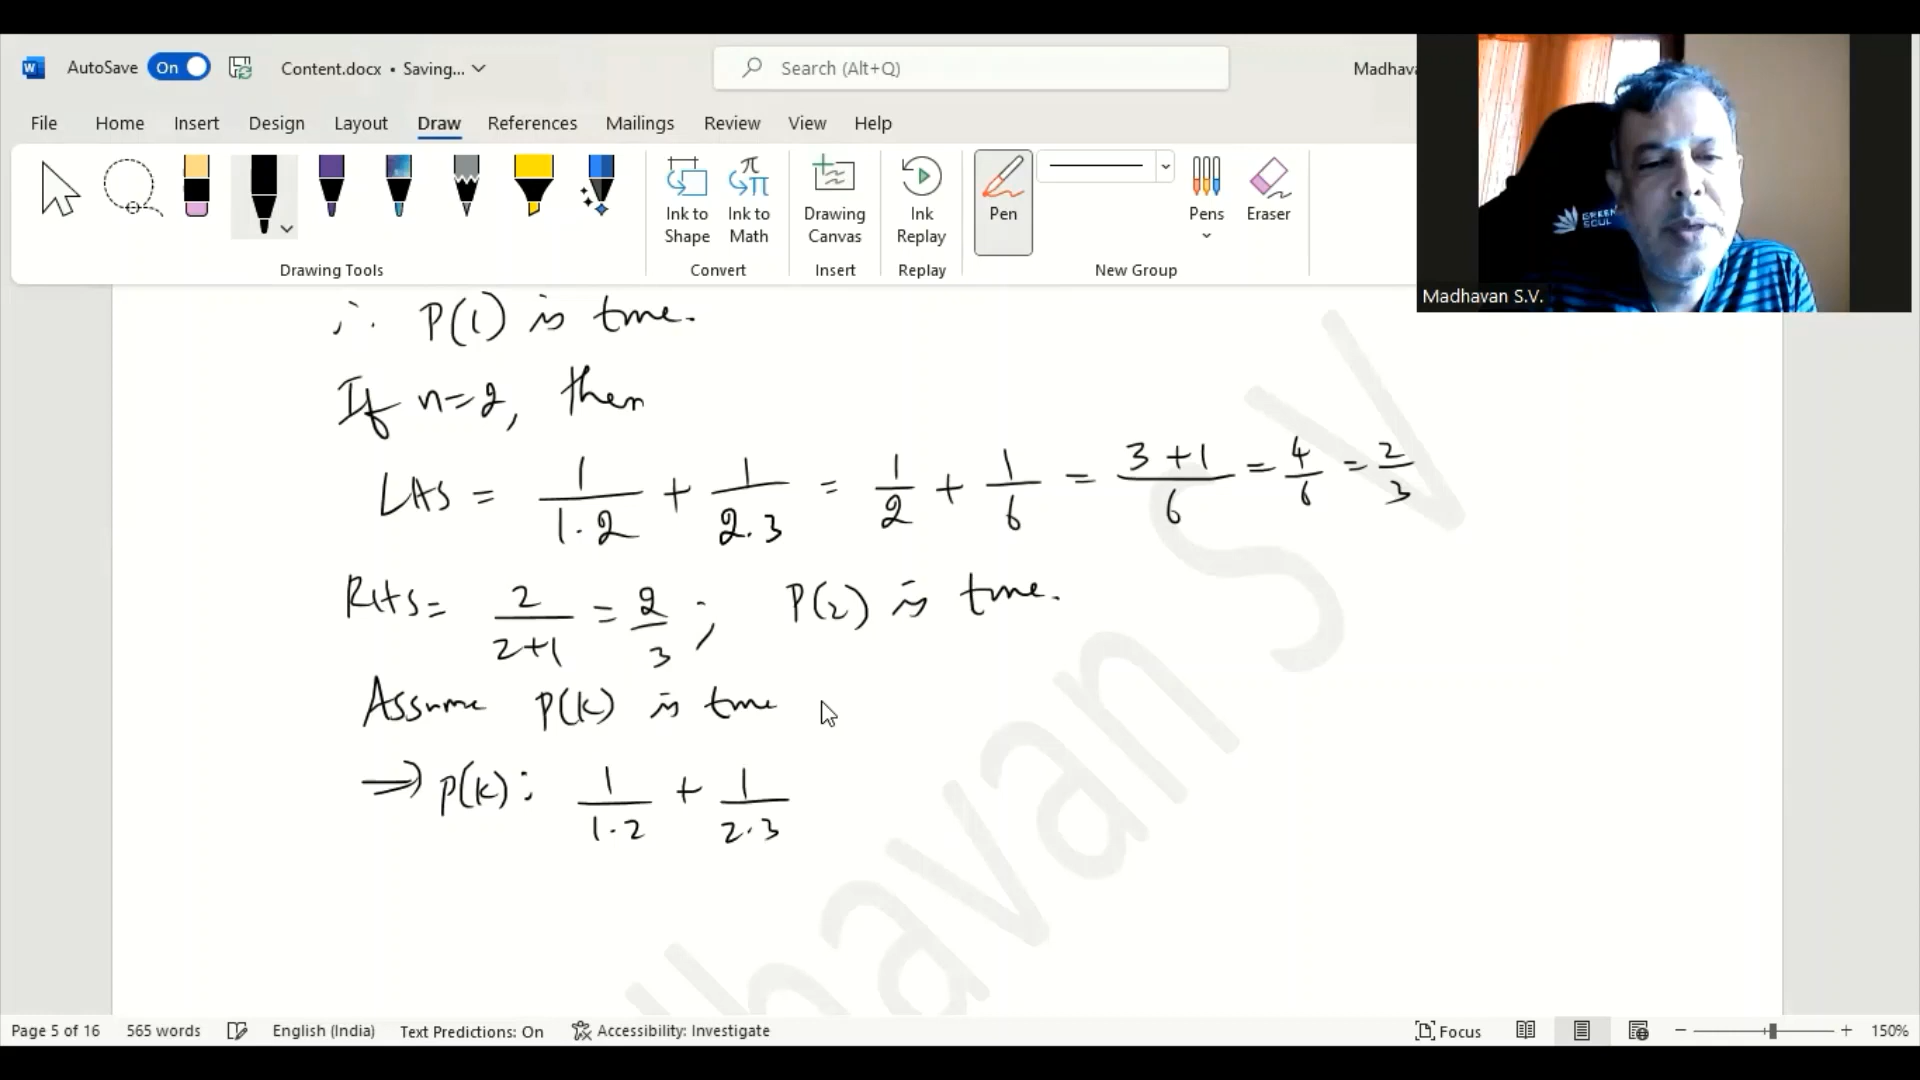 AutoSave On Content.docx • Saving... Search (Alt+Q) Madhava
File Home Insert Design Layout Draw References Mailings Review View Help
Ink to Shape Ink to Math Drawing Canvas Ink Replay Pen Pens Eraser
Drawing Tools Convert Insert Replay New Group
GREEN SOUL
Madhavan S.V.
∴ P(1) is true.
If n=2, then
LHS = 1/1·2 + 1/2·3 = 1/2 + 1/6 = 3+1/6 = 4/6 = 2/3
RHS = 2/2+1 = 2/3 ; P(2) is true.
Assume P(k) is true
⇒ P(k): 1/1·2 + 1/2·3
dhavan S V
Page 5 of 16 565 words English (India) Text Predictions: On Accessibility: Investigate Focus 150%